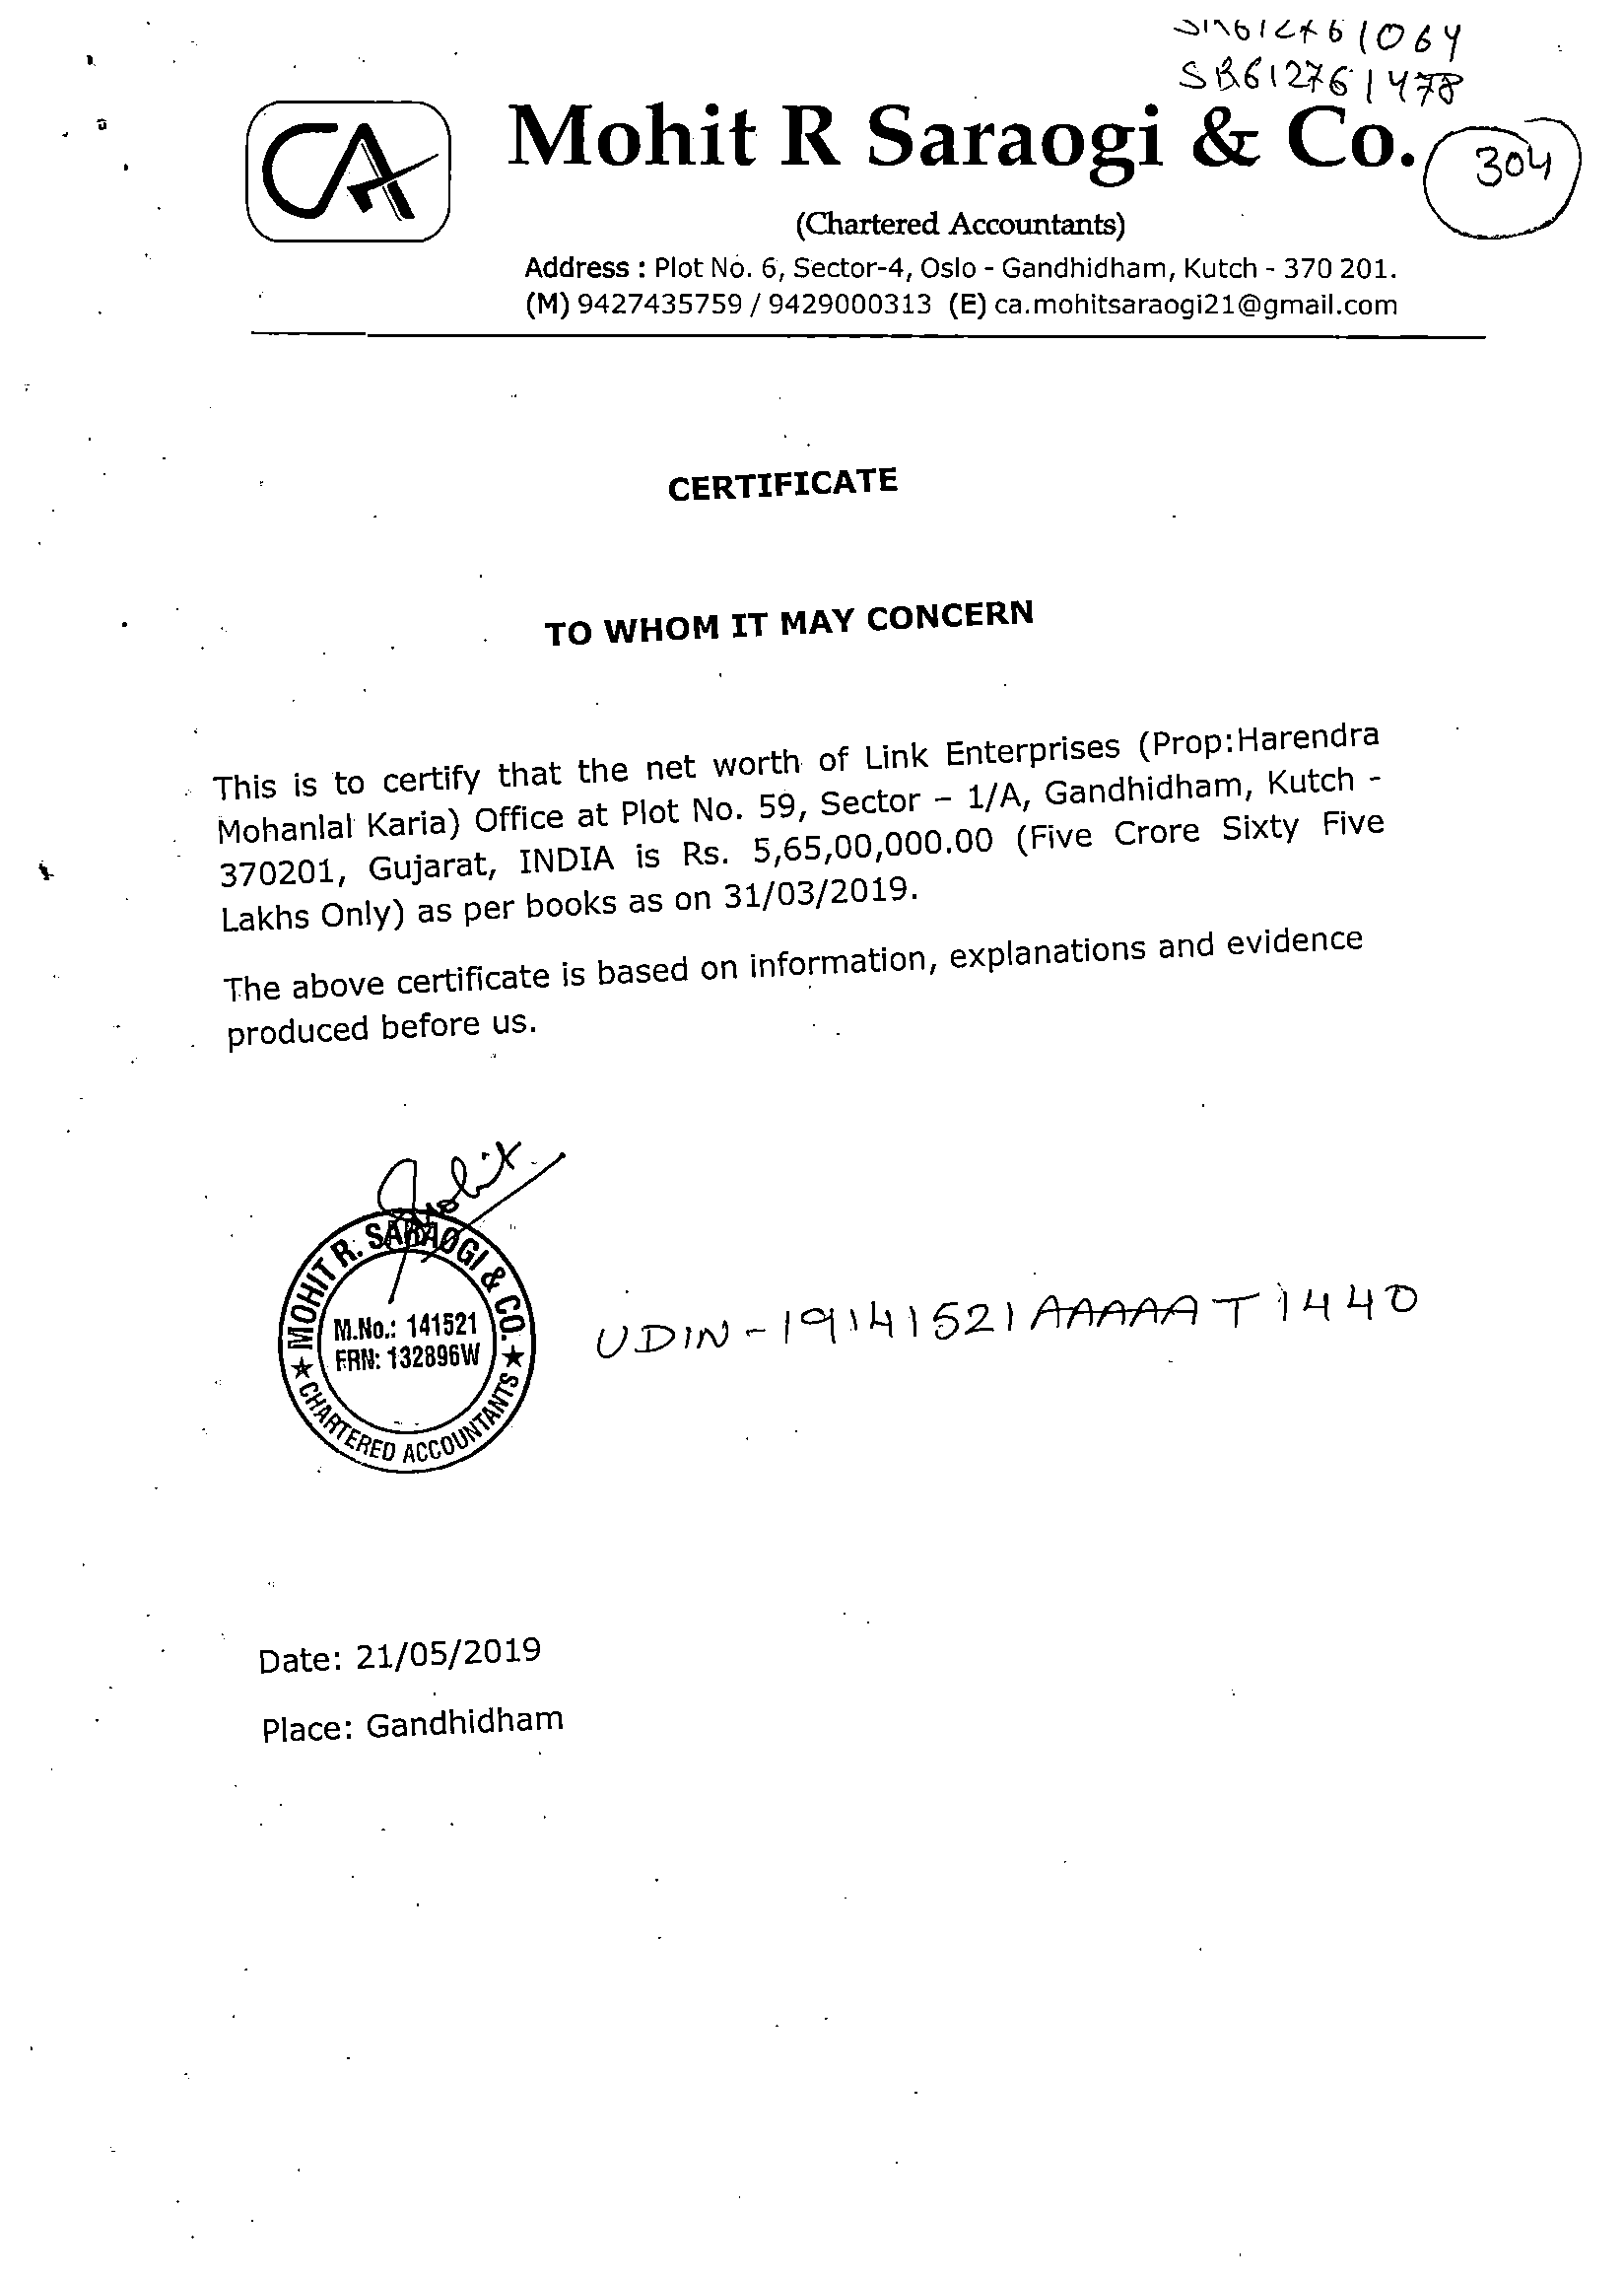 SB612761478
Mohit R Saraogi & Co.
304
CA
(Chartered Accountants)
Address : Plot No. 6, Sector-4, Oslo - Gandhidham, Kutch - 370 201.
(M) 9427435759 / 9429000313 (E) ca.mohitsaraogi21@gmail.com
CERTIFICATE
TO WHOM IT MAY CONCERN
This is to certify that the net worth of Link Enterprises (Prop:Harendra
Mohanlal Karia) Office at Plot No. 59, Sector – 1/A, Gandhidham, Kutch -
370201, Gujarat, INDIA is Rs. 5,65,00,000.00 (Five Crore Sixty Five
Lakhs Only) as per books as on 31/03/2019.
The above certificate is based on information, explanations and evidence
produced before us.
Mohit
MOHIT R. SARAOGI & CO.
M.No.: 141521
FRN: 132896W
CHARTERED ACCOUNTANTS
UDIN - 19141521AAAAAT1440
Date: 21/05/2019
Place: Gandhidham